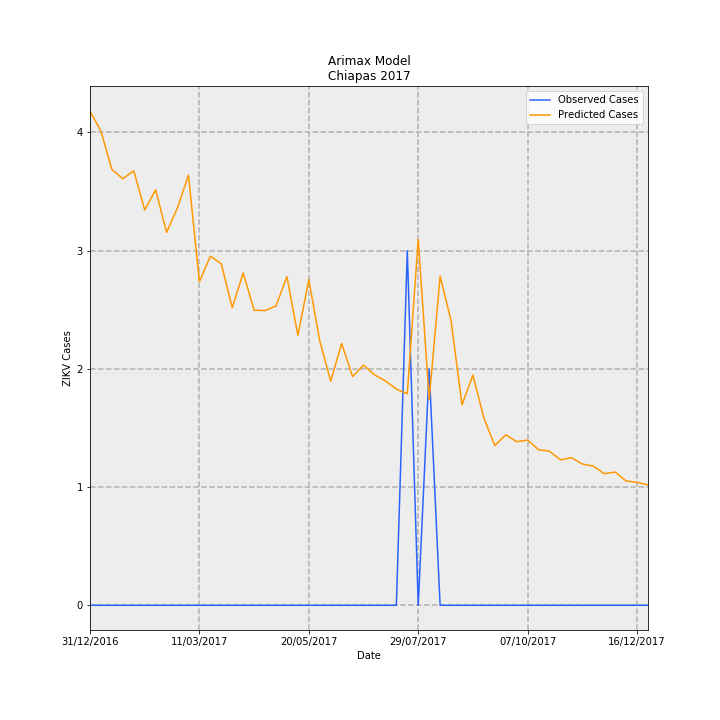 Arimax Model
Chiapas 2017
Observed Cases
Predicted Cases
4
3
2
1
0
ZIKV Cases
31/12/2016
11/03/2017
20/05/2017
29/07/2017
07/10/2017
16/12/2017
Date